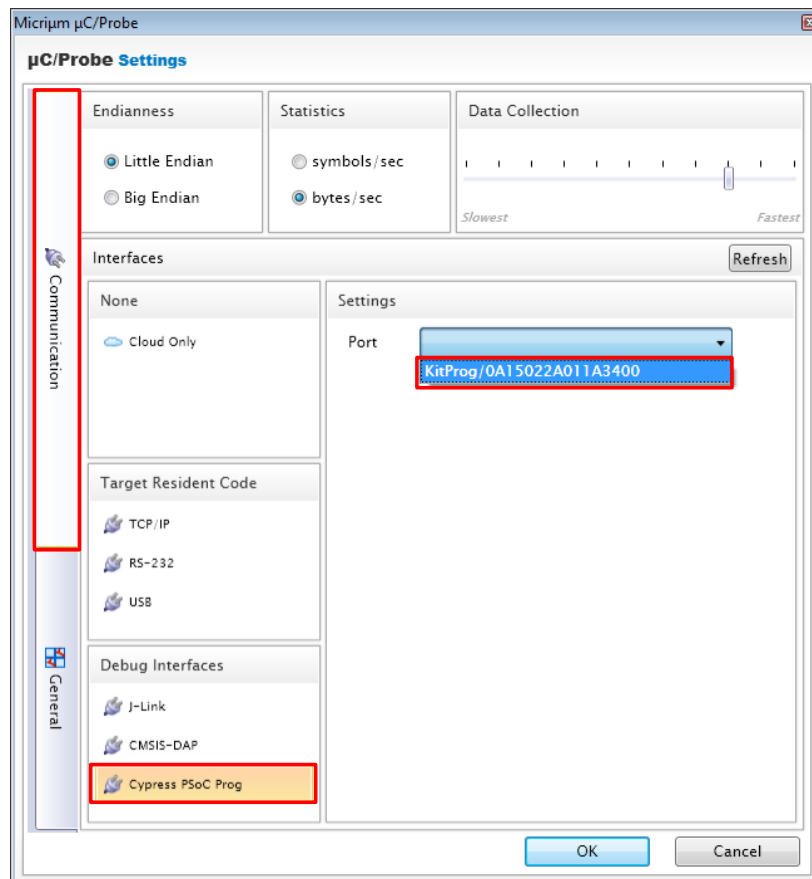 Micriµm µC/Probe
µC/Probe Settings
Communication
General
Endianness
Little Endian
Big Endian
Statistics
symbols/sec
bytes/sec
Data Collection
Slowest
Fastest
Interfaces
Refresh
None
Cloud Only
Target Resident Code
TCP/IP
RS-232
USB
Debug Interfaces
J-Link
CMSIS-DAP
Cypress PSoC Prog
Settings
Port
KitProg/0A15022A011A3400
OK
Cancel